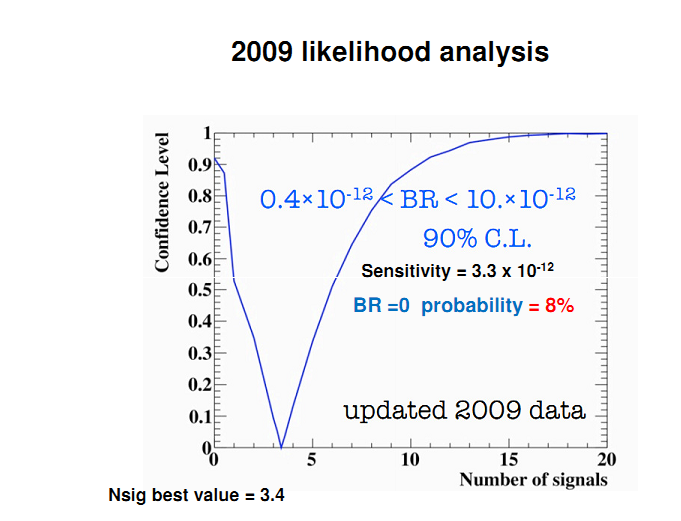 2009 likelihood analysis
Confidence Level
1
0.9
0.8
0.7
0.6
0.5
0.4
0.3
0.2
0.1
0
0.4×10-12 < BR < 10.×10-12
90% C.L.
Sensitivity = 3.3 x 10-12
BR =0 probability = 8%
updated 2009 data
0 5 10 15 20
Number of signals
Nsig best value = 3.4